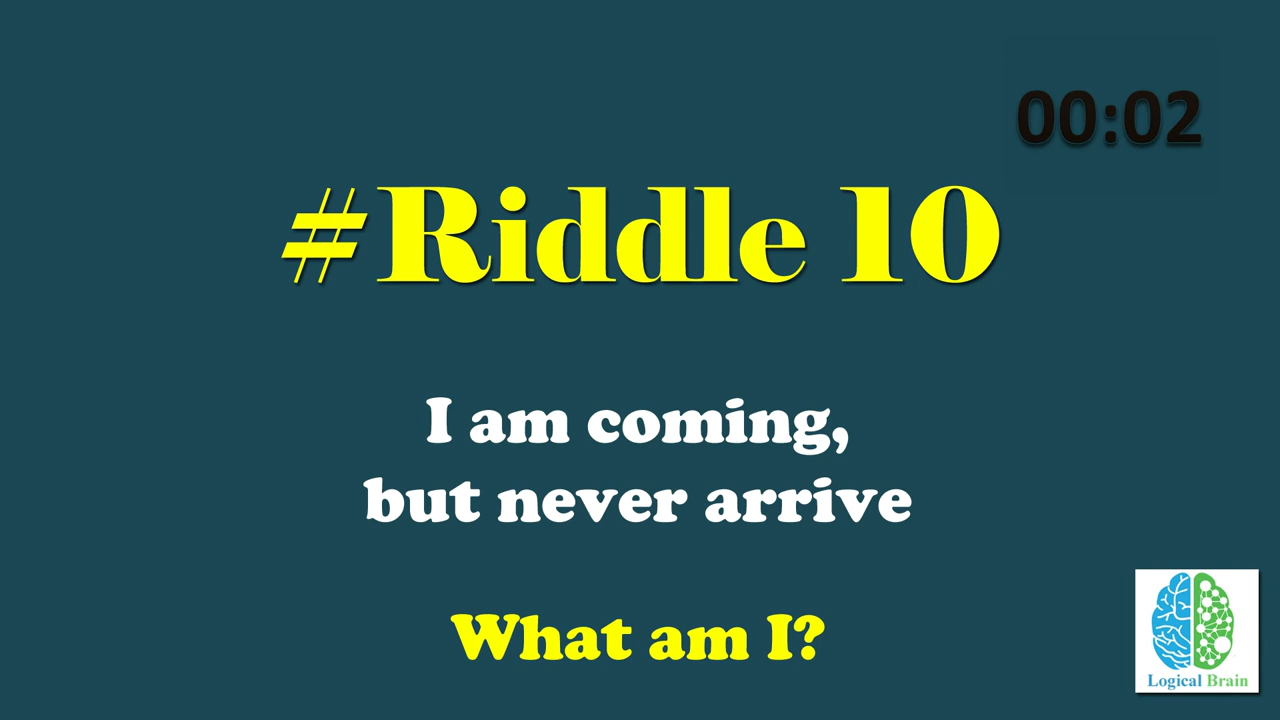 00:02
#Riddle 10
I am coming,
but never arrive
What am I?
Logical Brain